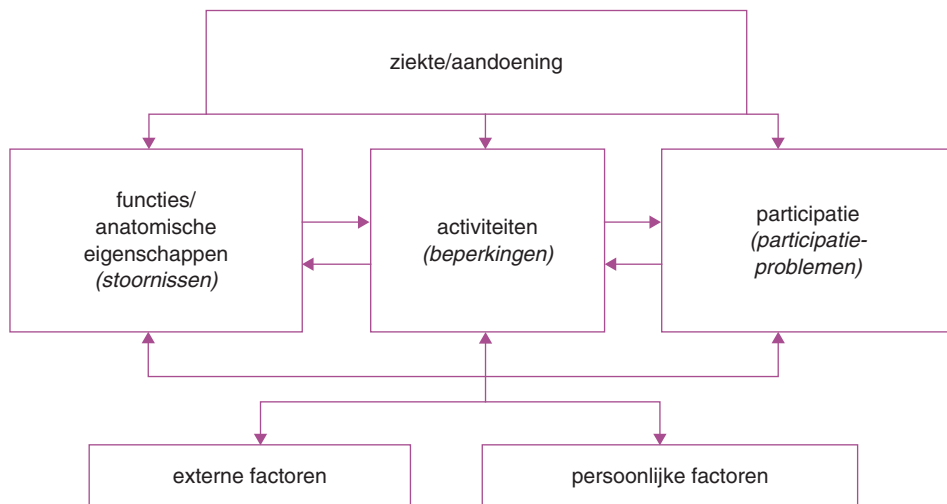 ziekte/aandoening
functies/
anatomische
eigenschappen
(stoornissen)
activiteiten
(beperkingen)
participatie
(participatie-
problemen)
externe factoren
persoonlijke factoren